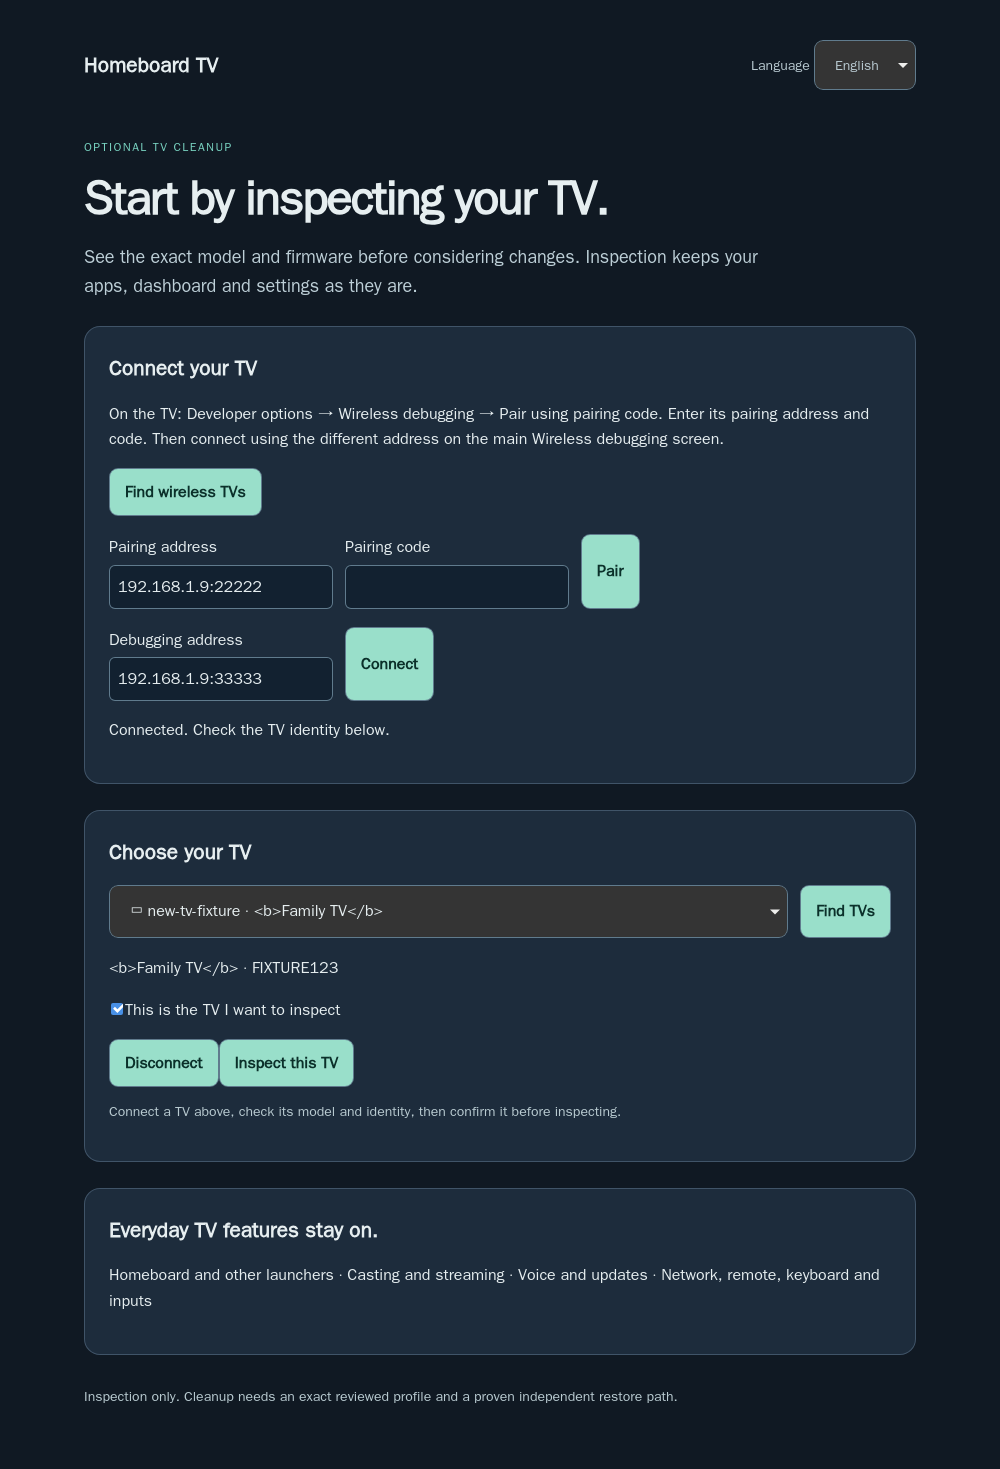 Homeboard TV
Language English
OPTIONAL TV CLEANUP
Start by inspecting your TV.
See the exact model and firmware before considering changes. Inspection keeps your
apps, dashboard and settings as they are.
Connect your TV
On the TV: Developer options → Wireless debugging → Pair using pairing code. Enter its pairing address and
code. Then connect using the different address on the main Wireless debugging screen.
Find wireless TVs
Pairing address Pairing code
192.168.1.9:22222
Pair
Debugging address
192.168.1.9:33333
Connect
Connected. Check the TV identity below.
Choose your TV
▭ new-tv-fixture · <b>Family TV</b> Find TVs
<b>Family TV</b> · FIXTURE123
This is the TV I want to inspect
Disconnect Inspect this TV
Connect a TV above, check its model and identity, then confirm it before inspecting.
Everyday TV features stay on.
Homeboard and other launchers · Casting and streaming · Voice and updates · Network, remote, keyboard and
inputs
Inspection only. Cleanup needs an exact reviewed profile and a proven independent restore path.